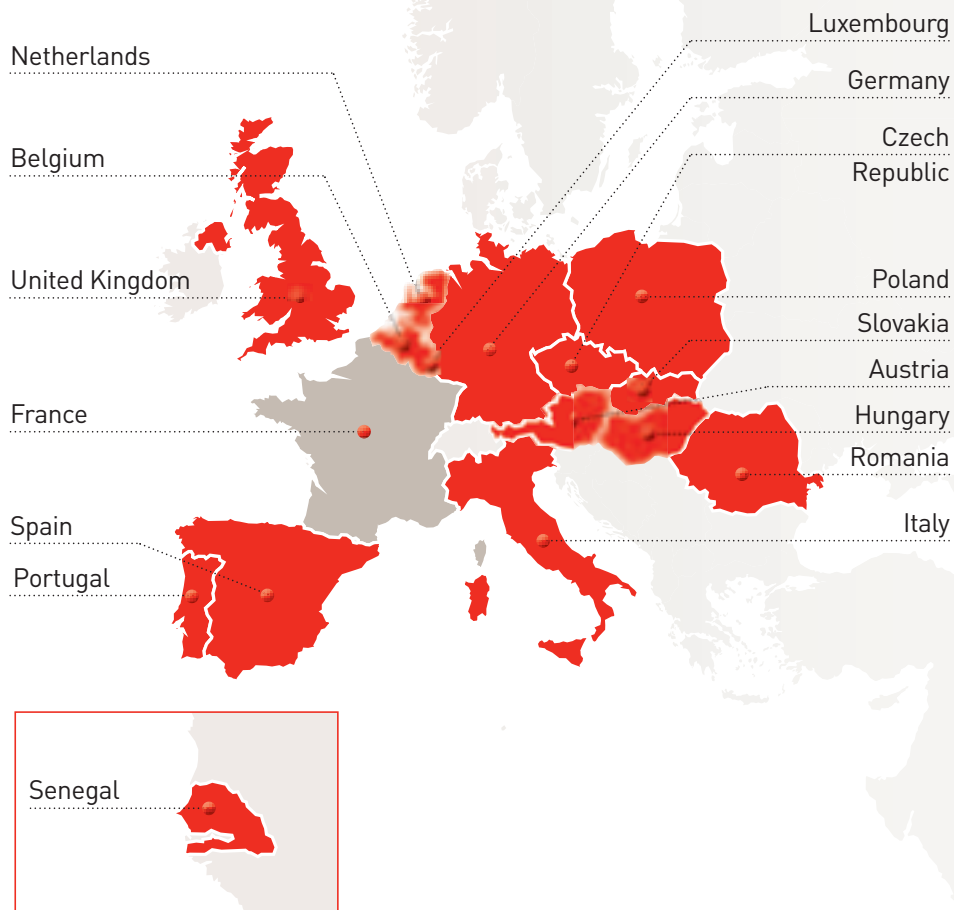 Netherlands
Belgium
United Kingdom
France
Spain
Portugal
Senegal
Luxembourg
Germany
Czech
Republic
Poland
Slovakia
Austria
Hungary
Romania
Italy